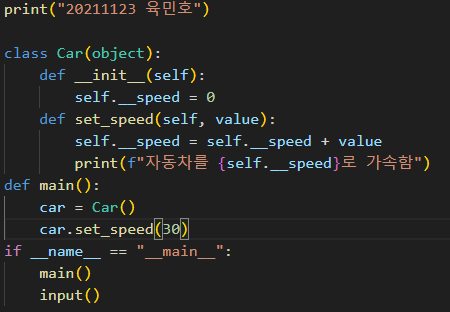 print("20211123 육민호")

class Car(object):
    def __init__(self):
        self.__speed = 0
    def set_speed(self, value):
        self.__speed = self.__speed + value
        print(f"자동차를 {self.__speed}로 가속함")
def main():
    car = Car()
    car.set_speed(30)
if __name__ == "__main__":
    main()
    input()